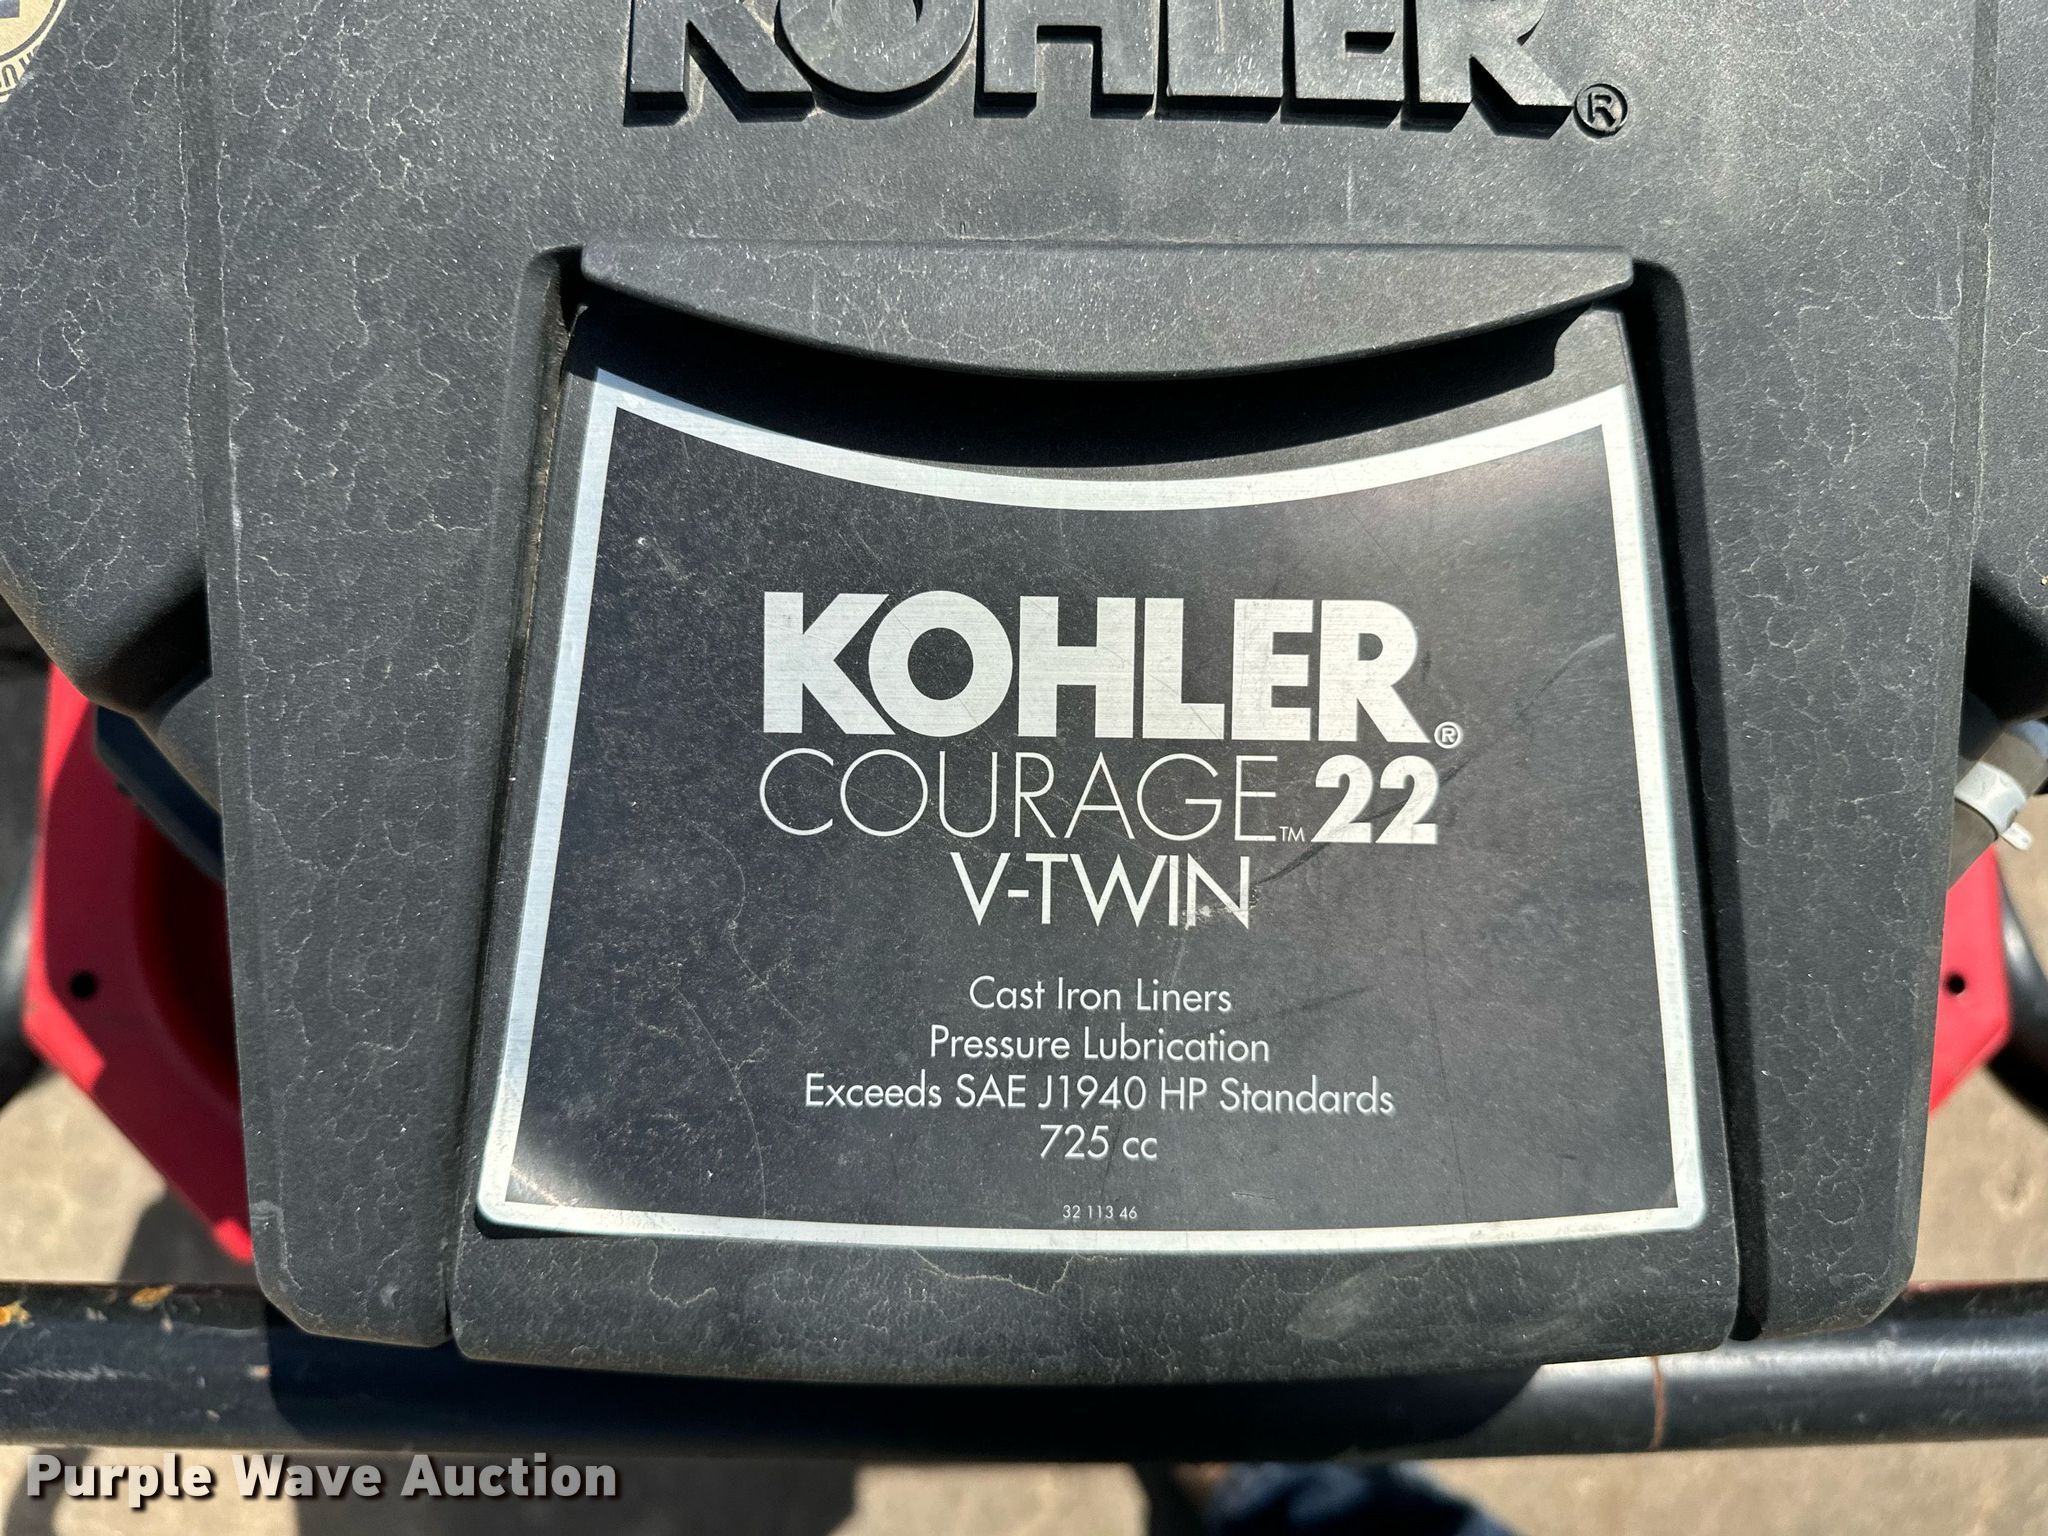 KOHLER®
KOHLER®
COURAGE™ 22
V-TWIN
Cast Iron Liners
Pressure Lubrication
Exceeds SAE J1940 HP Standards
725 cc
32 113 46
Purple Wave Auction